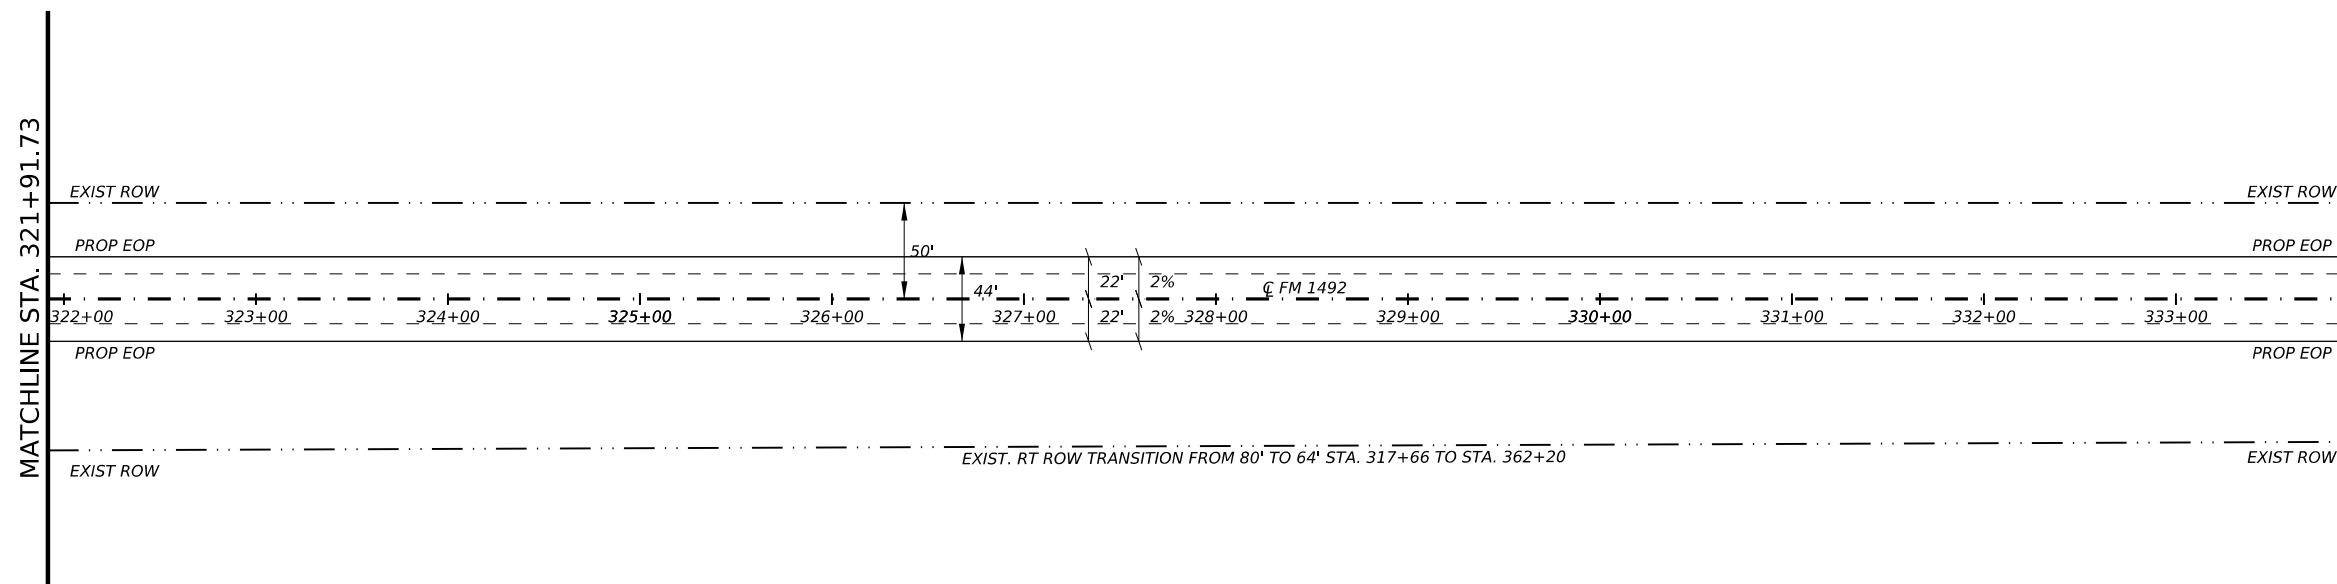 MATCHLINE STA. 321+91.73
EXIST ROW
EXIST ROW
PROP EOP
50'
PROP EOP
22' 2%
44'
℄ FM 1492
322+00 323+00 324+00 325+00 326+00 327+00 22' 2% 328+00 329+00 330+00 331+00 332+00 333+00
PROP EOP
PROP EOP
EXIST. RT ROW TRANSITION FROM 80' TO 64' STA. 317+66 TO STA. 362+20
EXIST ROW
EXIST ROW